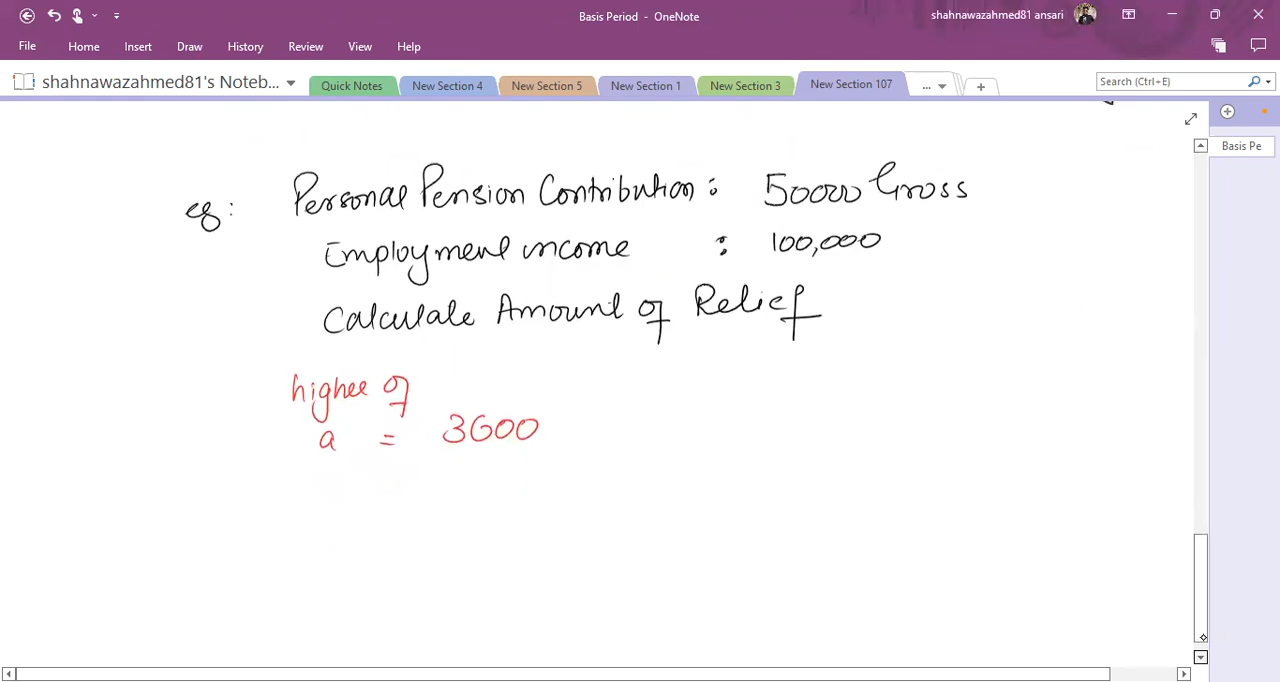 Basis Period - OneNote
shahnawazahmed81 ansari
File Home Insert Draw History Review View Help
shahnawazahmed81's Noteb... Quick Notes New Section 4 New Section 5 New Section 1 New Section 3 New Section 107 ... Search (Ctrl+E)
Basis Pe
eg: Personal Pension Contribution: 50000 Gross
Employment income : 100,000
Calculate Amount of Relief
higher of
a = 3600